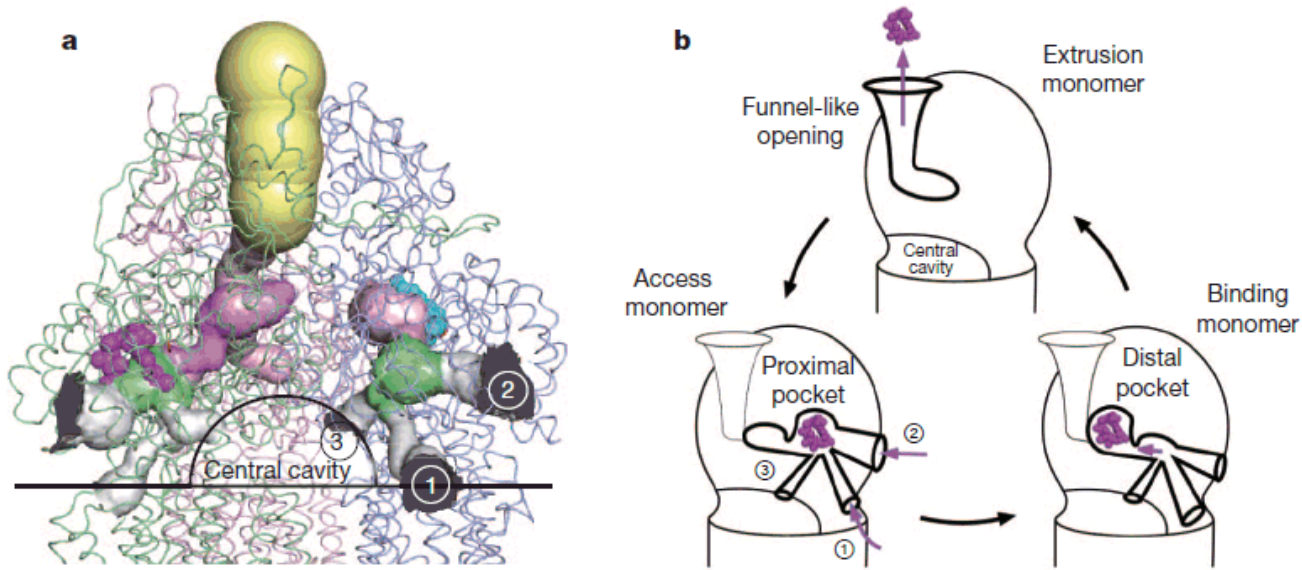 a
2
3
Central cavity
1
b
Extrusion
monomer
Funnel-like
opening
Central
cavity
Access
monomer
Binding
monomer
Proximal
pocket
②
③
①
Distal
pocket